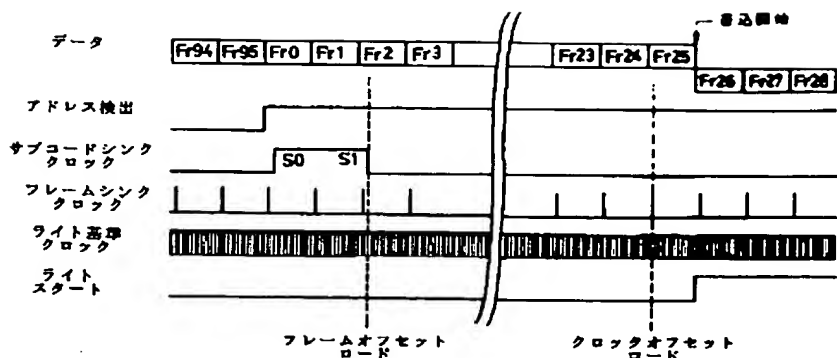 書込開始
データ
Fr94 Fr95 Fr0 Fr1 Fr2 Fr3 Fr23 Fr24 Fr25
Fr26 Fr27 Fr28
アドレス検出
サブコードシンク
クロック
S0 S1
フレームシンク
クロック
ライト基準
クロック
ライト
スタート
フレームオフセット
ロード
クロックオフセット
ロード